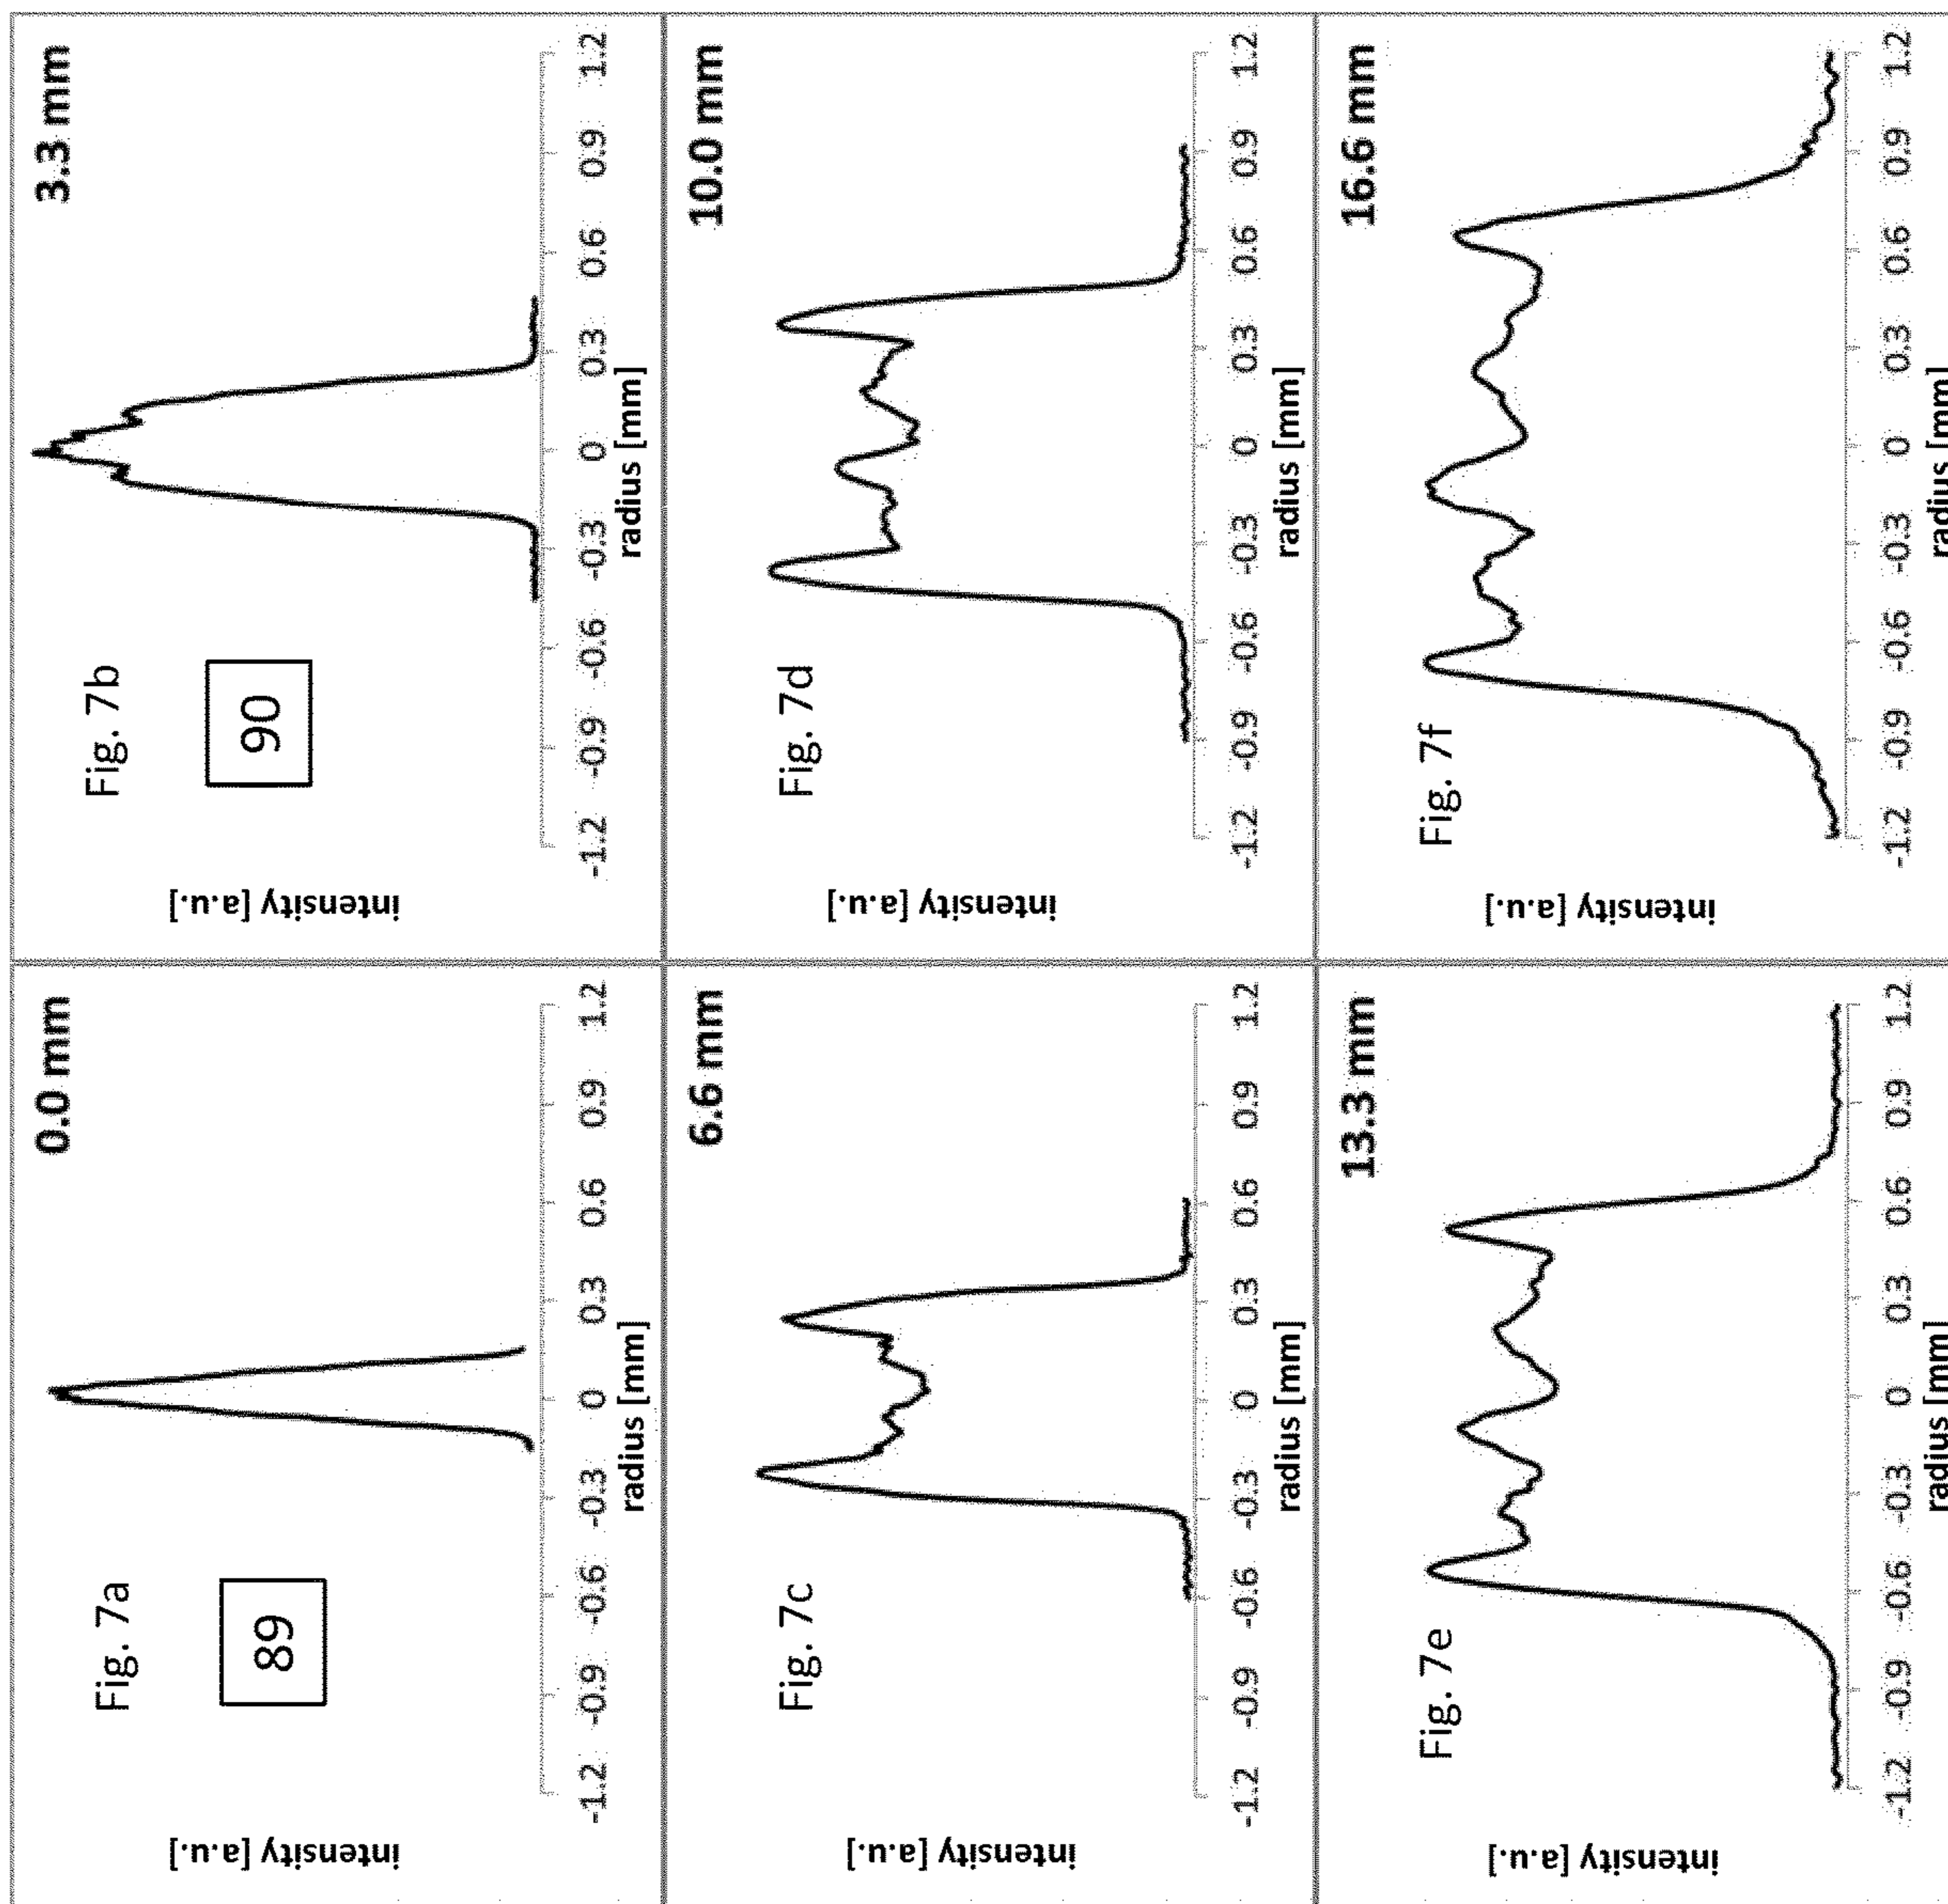 Fig. 7a
0.0 mm
89
intensity [a.u.]
-1.2 -0.9 -0.6 -0.3 0 0.3 0.6 0.9 1.2
radius [mm]
Fig. 7b
3.3 mm
90
intensity [a.u.]
-1.2 -0.9 -0.6 -0.3 0 0.3 0.6 0.9 1.2
radius [mm]
Fig. 7c
6.6 mm
intensity [a.u.]
-1.2 -0.9 -0.6 -0.3 0 0.3 0.6 0.9 1.2
radius [mm]
Fig. 7d
10.0 mm
intensity [a.u.]
-1.2 -0.9 -0.6 -0.3 0 0.3 0.6 0.9 1.2
radius [mm]
Fig. 7e
13.3 mm
intensity [a.u.]
-1.2 -0.9 -0.6 -0.3 0 0.3 0.6 0.9 1.2
radius [mm]
Fig. 7f
16.6 mm
intensity [a.u.]
-1.2 -0.9 -0.6 -0.3 0 0.3 0.6 0.9 1.2
radius [mm]